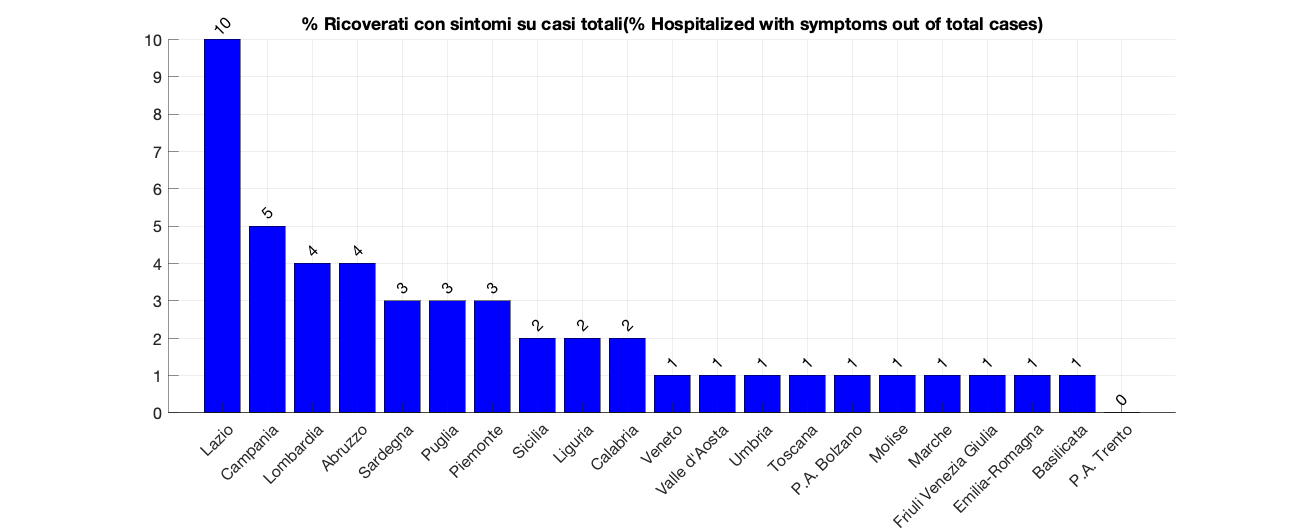 % Ricoverati con sintomi su casi totali(% Hospitalized with symptoms out of total cases)
10
9
8
7
6
5
4
3
2
1
0
10
5
4
4
3
3
3
2
2
2
1
1
1
1
1
1
1
1
1
1
0
Lazio
Campania
Lombardia
Abruzzo
Sardegna
Puglia
Piemonte
Sicilia
Liguria
Calabria
Veneto
Valle d'Aosta
Umbria
Toscana
P.A. Bolzano
Molise
Marche
Friuli Venezia Giulia
Emilia-Romagna
Basilicata
P.A. Trento